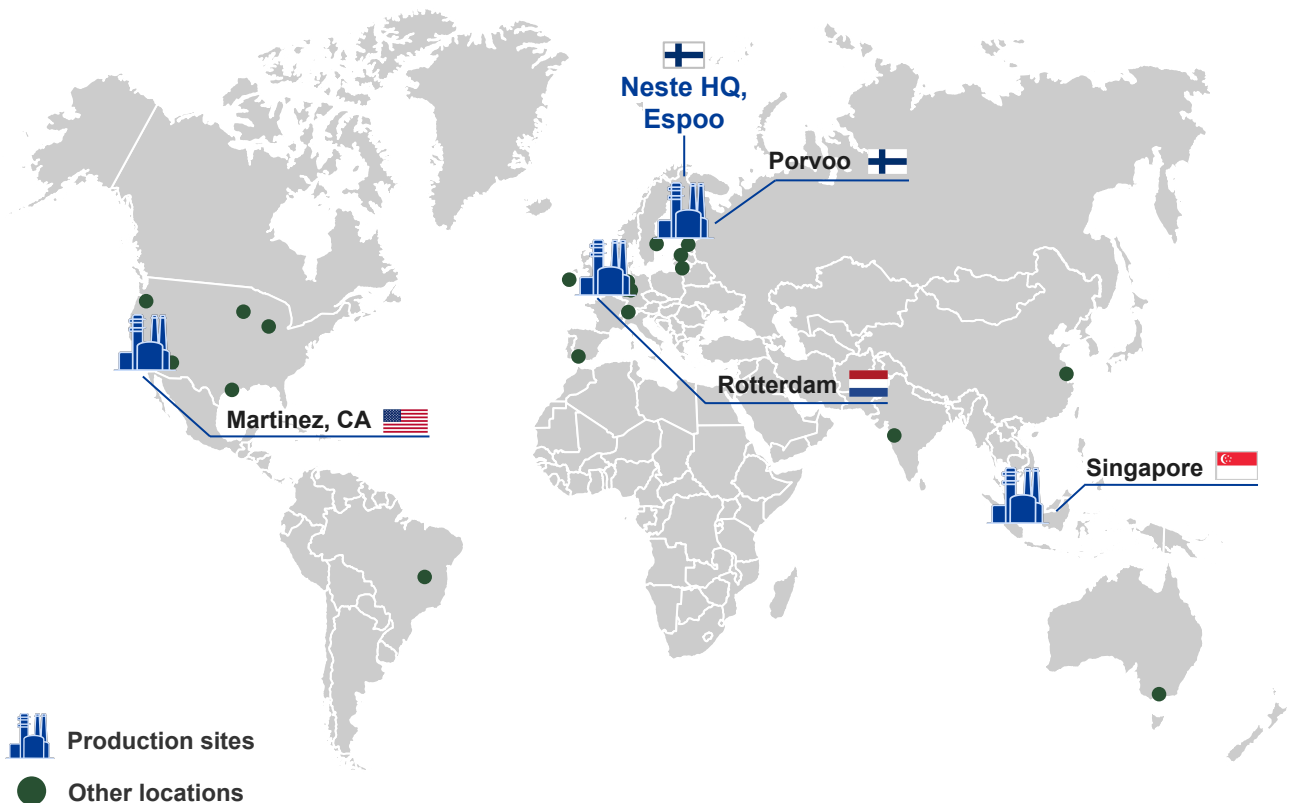 Neste HQ,
Espoo
Porvoo
Rotterdam
Martinez, CA
Singapore
Production sites
Other locations